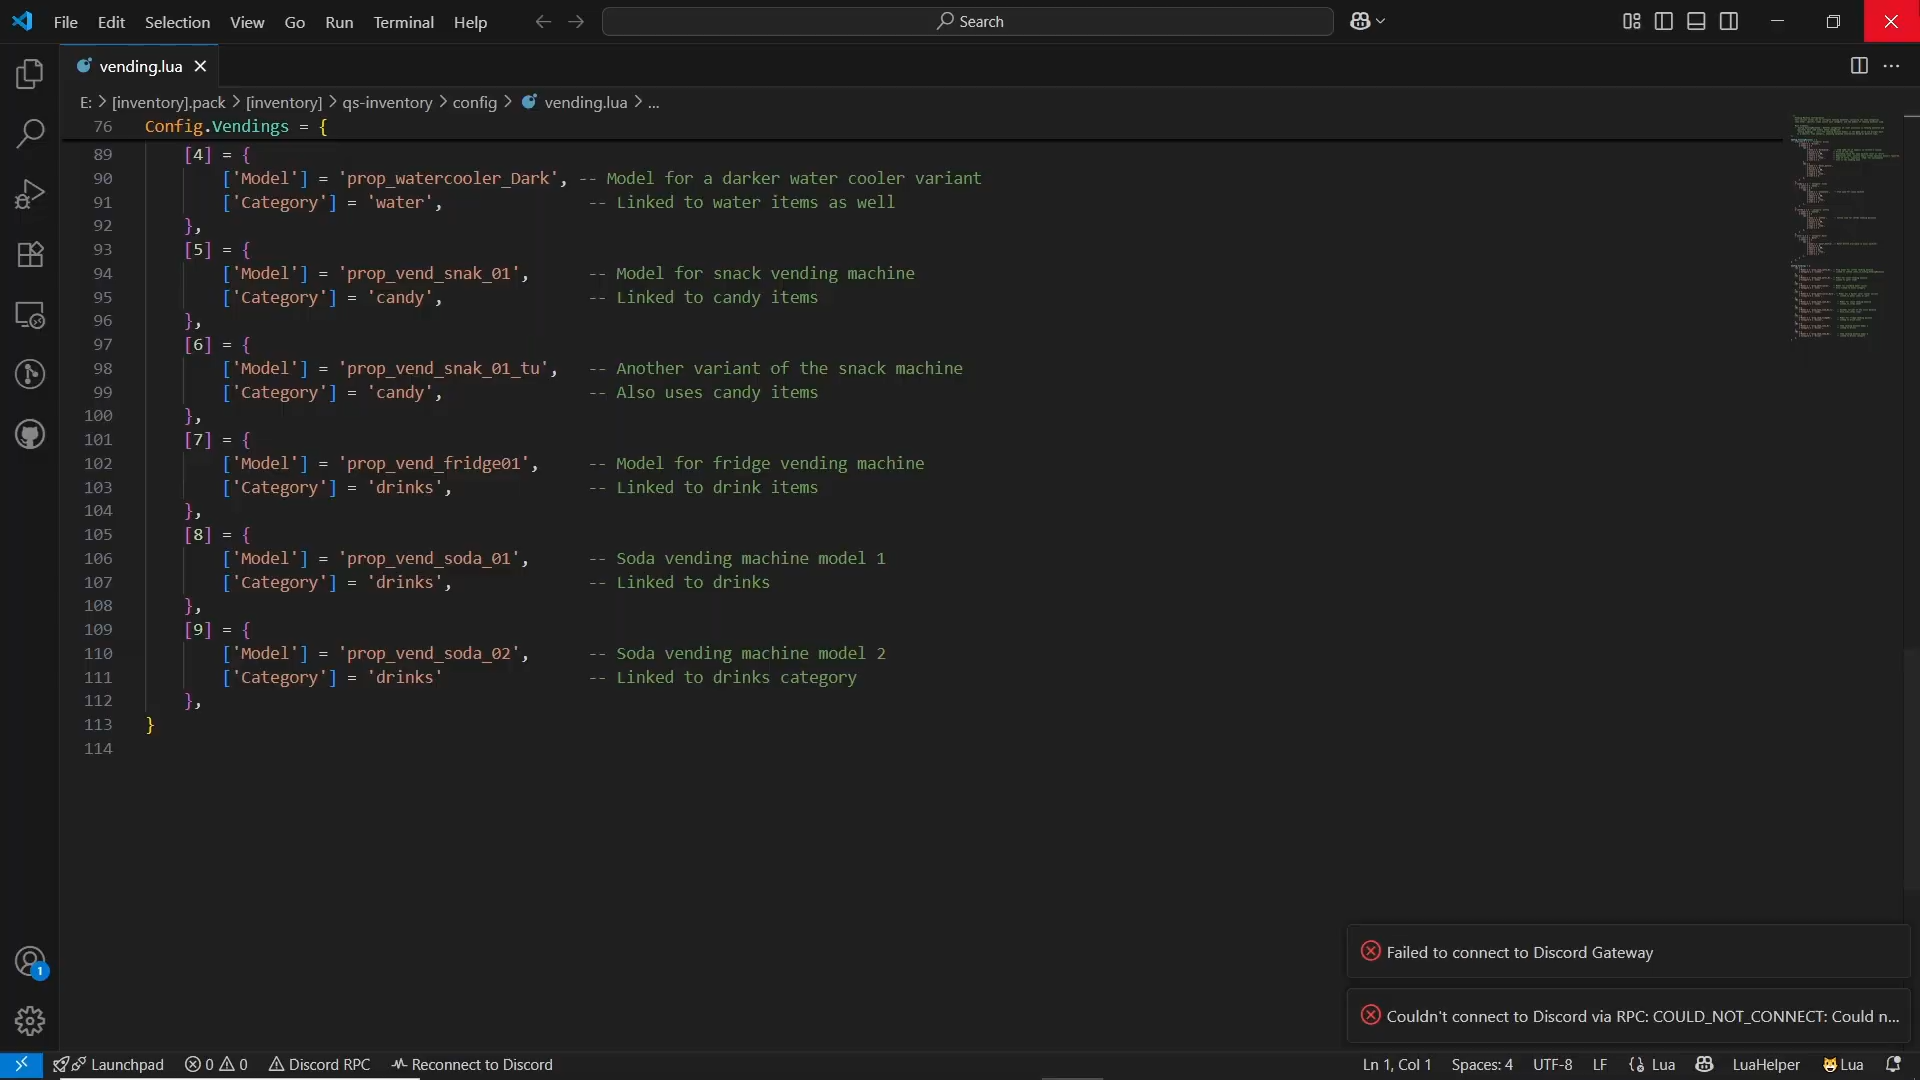 File Edit Selection View Go Run Terminal Help
Search
vending.lua
E: > [inventory].pack > [inventory] > qs-inventory > config > vending.lua > ...
76 Config.Vendings = {
89 [4] = {
90 ['Model'] = 'prop_watercooler_Dark', -- Model for a darker water cooler variant
91 ['Category'] = 'water', -- Linked to water items as well
92 },
93 [5] = {
94 ['Model'] = 'prop_vend_snak_01', -- Model for snack vending machine
95 ['Category'] = 'candy', -- Linked to candy items
96 },
97 [6] = {
98 ['Model'] = 'prop_vend_snak_01_tu', -- Another variant of the snack machine
99 ['Category'] = 'candy', -- Also uses candy items
100 },
101 [7] = {
102 ['Model'] = 'prop_vend_fridge01', -- Model for fridge vending machine
103 ['Category'] = 'drinks', -- Linked to drink items
104 },
105 [8] = {
106 ['Model'] = 'prop_vend_soda_01', -- Soda vending machine model 1
107 ['Category'] = 'drinks', -- Linked to drinks
108 },
109 [9] = {
110 ['Model'] = 'prop_vend_soda_02', -- Soda vending machine model 2
111 ['Category'] = 'drinks' -- Linked to drinks category
112 },
113 }
114
Failed to connect to Discord Gateway
1
Couldn't connect to Discord via RPC: COULD_NOT_CONNECT: Could n...
Launchpad 0 0 Discord RPC Reconnect to Discord Ln 1, Col 1 Spaces: 4 UTF-8 LF {} Lua LuaHelper Lua